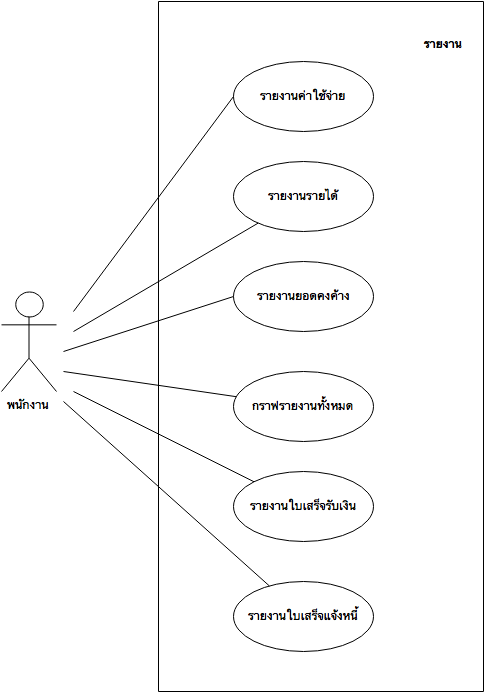 รายงาน
รายงานค่าใช้จ่าย
รายงานรายได้
รายงานยอดคงค้าง
พนักงาน
กราฟรายงานทั้งหมด
รายงานใบเสร็จรับเงิน
รายงานใบเสร็จแจ้งหนี้